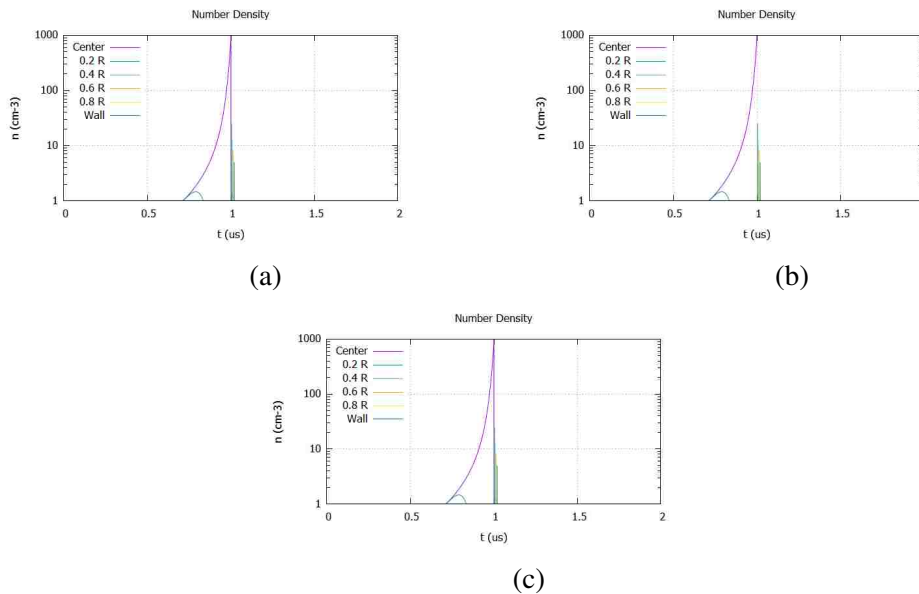 Number Density
n (cm-3)
1000
100
10
1
Center
0.2 R
0.4 R
0.6 R
0.8 R
Wall
0 0.5 1 1.5 2
t (us)
(a)
Number Density
n (cm-3)
1000
100
10
1
Center
0.2 R
0.4 R
0.6 R
0.8 R
Wall
0 0.5 1 1.5 2
t (us)
(b)
Number Density
n (cm-3)
1000
100
10
1
Center
0.2 R
0.4 R
0.6 R
0.8 R
Wall
0 0.5 1 1.5 2
t (us)
(c)